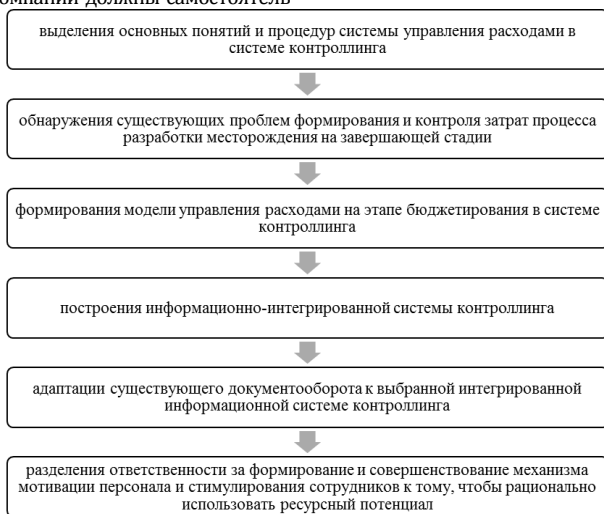 омпании должны самостоятель
выделения основных понятий и процедур системы управления расходами в
системе контроллинга
обнаружения существующих проблем формирования и контроля затрат процесса
разработки месторождения на завершающей стадии
формирования модели управления расходами на этапе бюджетирования в системе
контроллинга
построения информационно-интегрированной системы контроллинга
адаптации существующего документооборота к выбранной интегрированной
информационной системе контроллинга
разделения ответственности за формирование и совершенствование механизма
мотивации персонала и стимулирования сотрудников к тому, чтобы рационально
использовать ресурсный потенциал